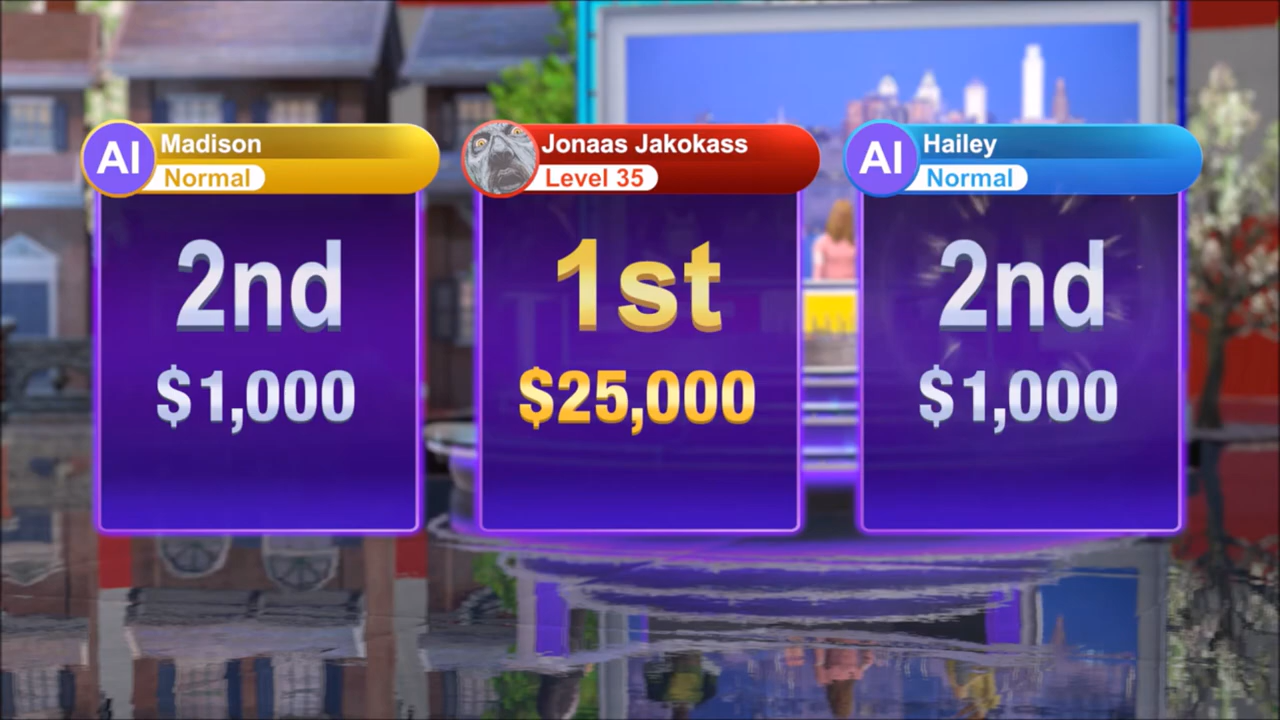 AI
Madison
Normal
2nd
$1,000
Jonaas Jakokass
Level 35
1st
$25,000
AI
Hailey
Normal
2nd
$1,000